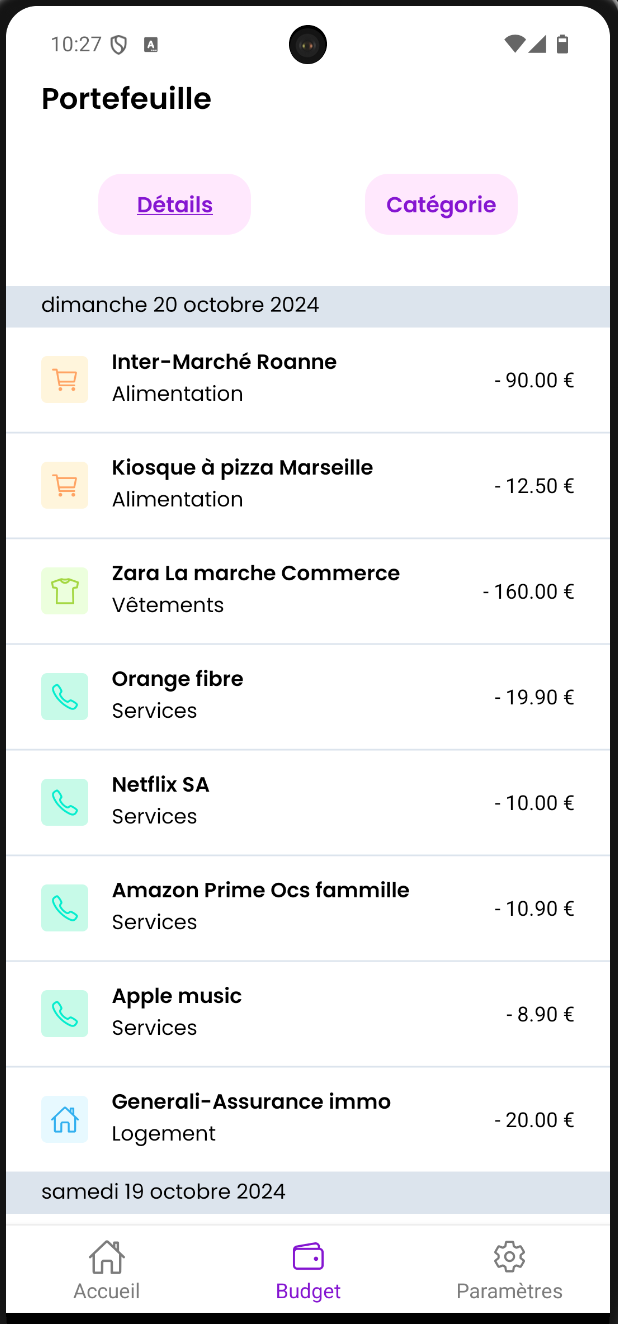 10:27
A
Portefeuille
Détails
Catégorie
dimanche 20 octobre 2024
Inter-Marché Roanne
Alimentation
- 90.00 €
Kiosque à pizza Marseille
Alimentation
- 12.50 €
Zara La marche Commerce
Vêtements
- 160.00 €
Orange fibre
Services
- 19.90 €
Netflix SA
Services
- 10.00 €
Amazon Prime Ocs fammille
Services
- 10.90 €
Apple music
Services
- 8.90 €
Generali-Assurance immo
Logement
- 20.00 €
samedi 19 octobre 2024
Accueil
Budget
Paramètres